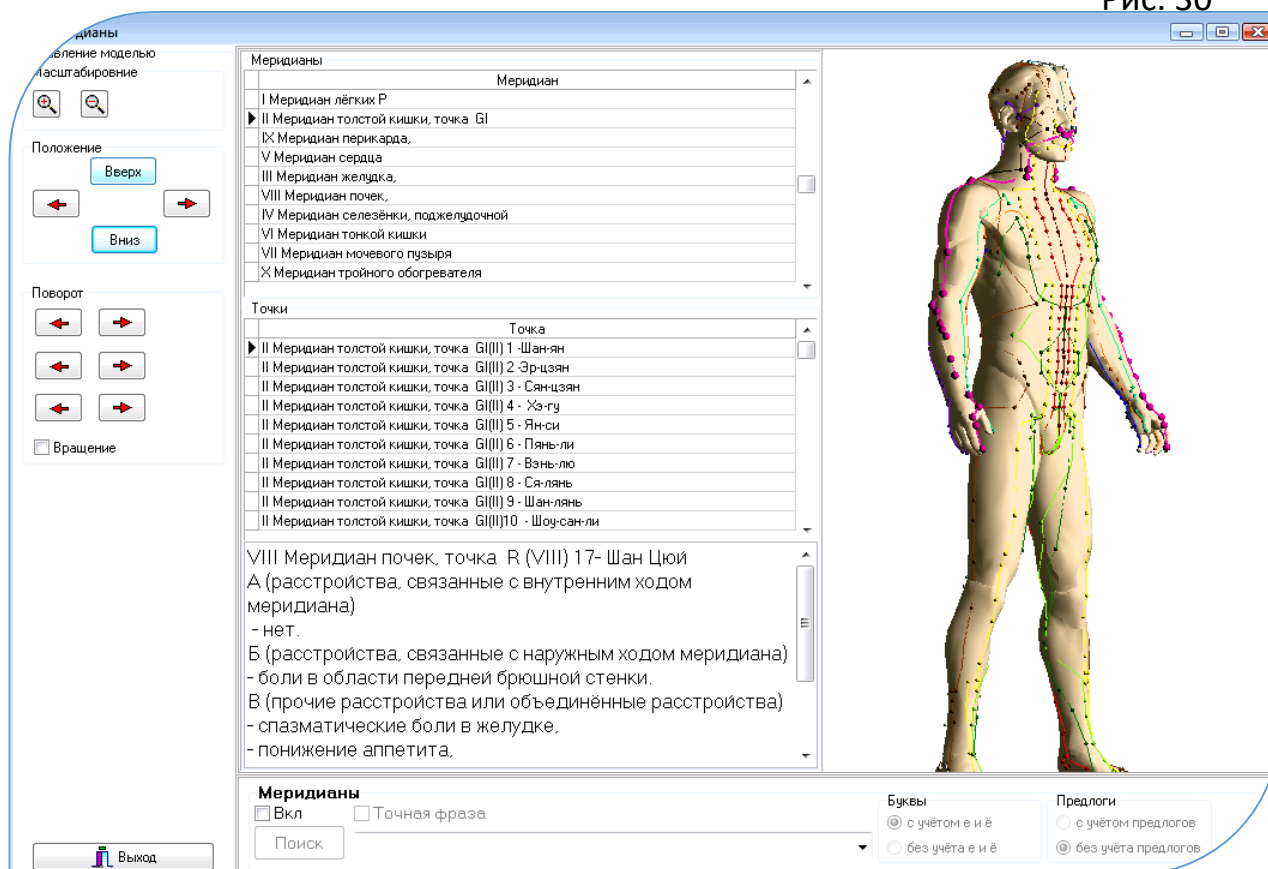 Рис. 30
Меридианы
Масштабировние
Положение
Вверх
Вниз
Поворот
Вращение
Выход
Меридианы
Меридиан
I Меридиан лёгких P
II Меридиан толстой кишки, точка GI
IX Меридиан перикарда,
V Меридиан сердца
III Меридиан желудка,
VIII Меридиан почек,
IV Меридиан селезёнки, поджелудочной
VI Меридиан тонкой кишки
VII Меридиан мочевого пузыря
X Меридиан тройного обогревателя
Точки
Точка
II Меридиан толстой кишки, точка GI(II) 1 -Шан-ян
II Меридиан толстой кишки, точка GI(II) 2 -Эр-цзян
II Меридиан толстой кишки, точка GI(II) 3 - Сян-цзян
II Меридиан толстой кишки, точка GI(II) 4 - Хэ-гу
II Меридиан толстой кишки, точка GI(II) 5 - Ян-си
II Меридиан толстой кишки, точка GI(II) 6 - Пянь-ли
II Меридиан толстой кишки, точка GI(II) 7 - Вэнь-лю
II Меридиан толстой кишки, точка GI(II) 8 - Ся-лянь
II Меридиан толстой кишки, точка GI(II) 9 - Шан-лянь
II Меридиан толстой кишки, точка GI(II)10 - Шоу-сан-ли
VIII Меридиан почек, точка R (VIII) 17- Шан Цюй
А (расстройства, связанные с внутренним ходом
меридиана)
- нет.
Б (расстройства, связанные с наружным ходом меридиана)
- боли в области передней брюшной стенки.
В (прочие расстройства или объединённые расстройства)
- спазматические боли в желудке,
- понижение аппетита,
Меридианы
Вкл
Точная фраза
Поиск
Буквы
с учётом е и ё
без учёта е и ё
Предлоги
с учётом предлогов
без учёта предлогов